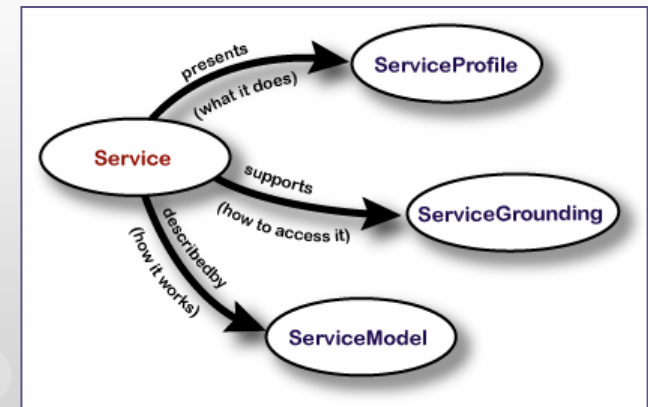 presents
(what it does)
ServiceProfile
Service
supports
(how to access it)
ServiceGrounding
describedby
(how it works)
ServiceModel